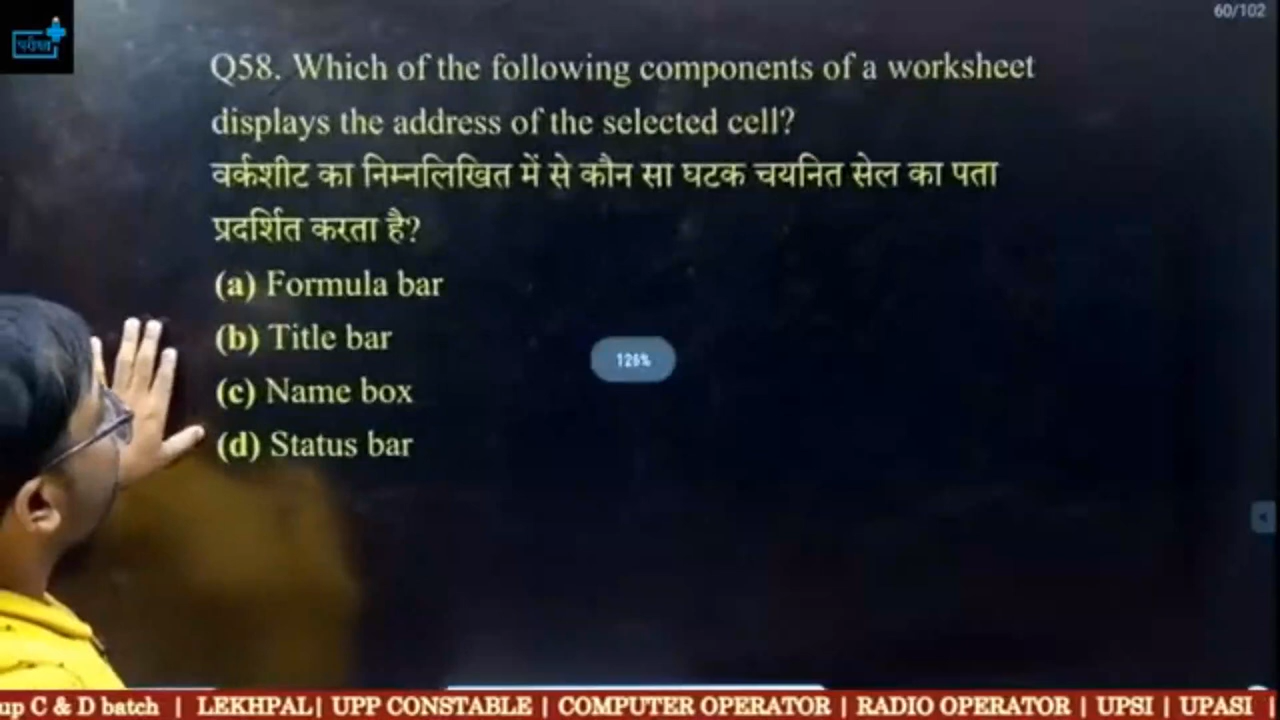 60/102
परीक्षा
Q58. Which of the following components of a worksheet
displays the address of the selected cell?
वर्कशीट का निम्नलिखित में से कौन सा घटक चयनित सेल का पता
प्रदर्शित करता है?
(a) Formula bar
(b) Title bar
126%
(c) Name box
(d) Status bar
up C & D batch | LEKHPAL| UPP CONSTABLE | COMPUTER OPERATOR | RADIO OPERATOR | UPSI | UPASI |